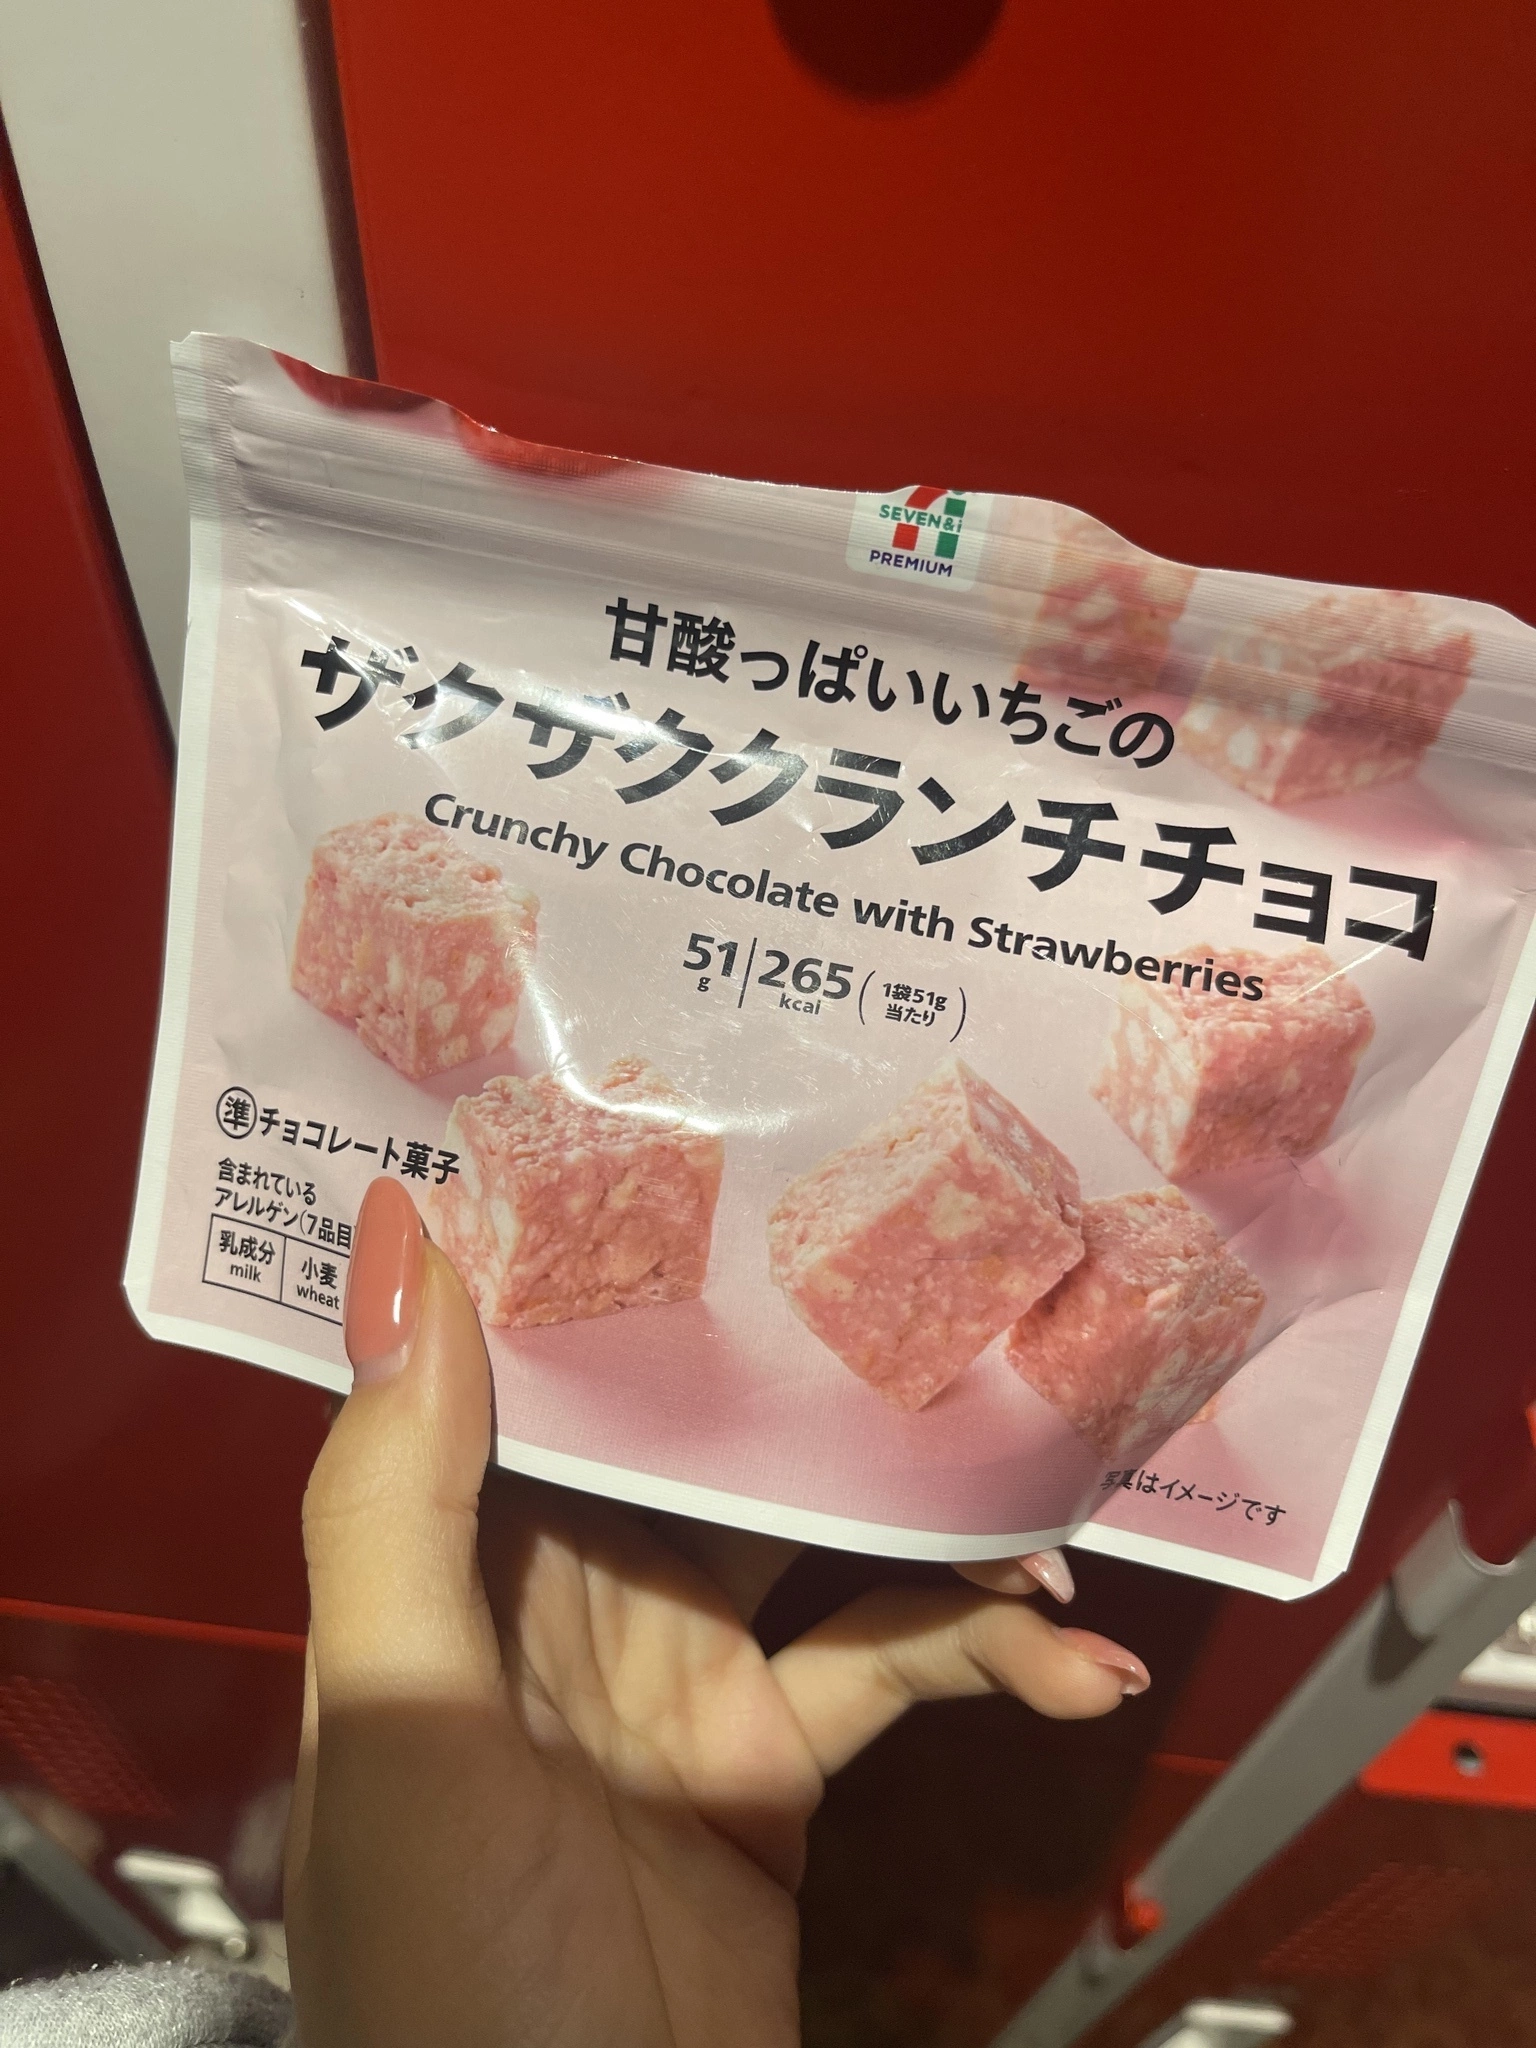 SEVEN&i
PREMIUM
甘酸っぱいいちごの
ザクザククランチチョコ
Crunchy Chocolate with Strawberries
51g 265kcal (1袋51g当たり)
準チョコレート菓子
含まれている
アレルゲン(7品目
乳成分 小麦
milk wheat
写真はイメージです